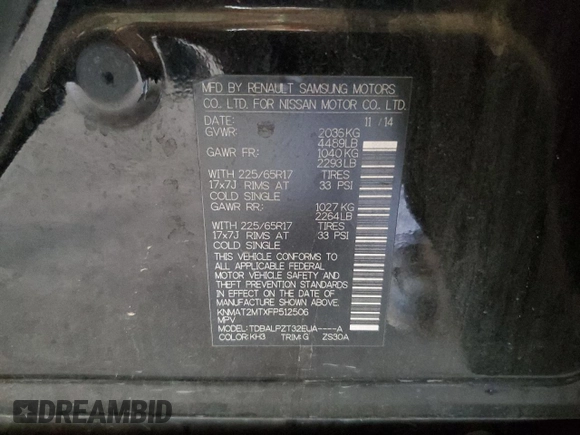 MFD BY RENAULT SAMSUNG MOTORS
CO. LTD. FOR NISSAN MOTOR CO. LTD.
DATE: 11 / 14
GVWR: 2035KG
4489LB
GAWR FR: 1040KG
2293LB
WITH 225/65R17 TIRES
17x7J RIMS AT 33 PSI
COLD SINGLE
GAWR RR: 1027KG
2264LB
WITH 225/65R17 TIRES
17x7J RIMS AT 33 PSI
COLD SINGLE
THIS VEHICLE CONFORMS TO
ALL APPLICABLE FEDERAL
MOTOR VEHICLE SAFETY AND
THEFT PREVENTION STANDARDS
IN EFFECT ON THE DATE OF
MANUFACTURE SHOWN ABOVE.
KNMAT2MTXFP512506
MPV
MODEL: TDBALPZT32EUA----A
COLOR: KH3 TRIM: G ZS30A
DREAMBID